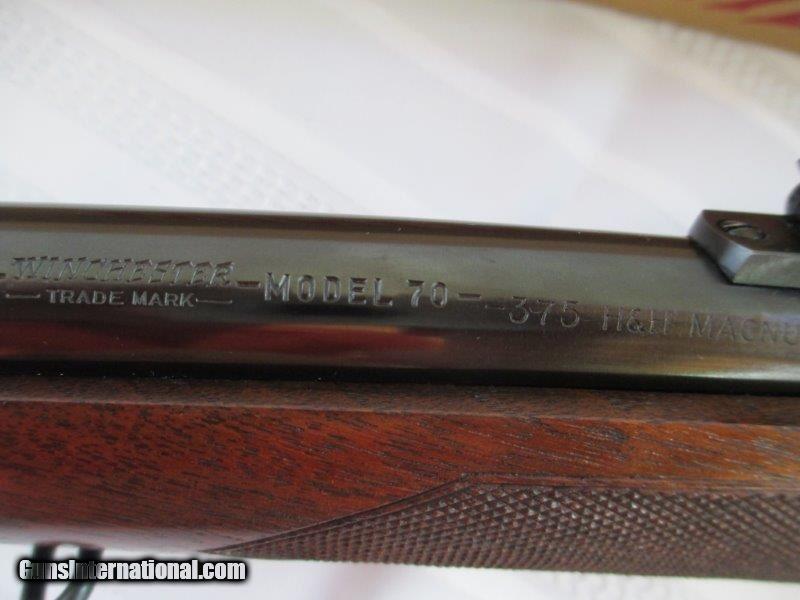 -WINCHESTER-MODEL 70- -375 H&H MAGNU
-TRADE MARK-
GunsInternational.com